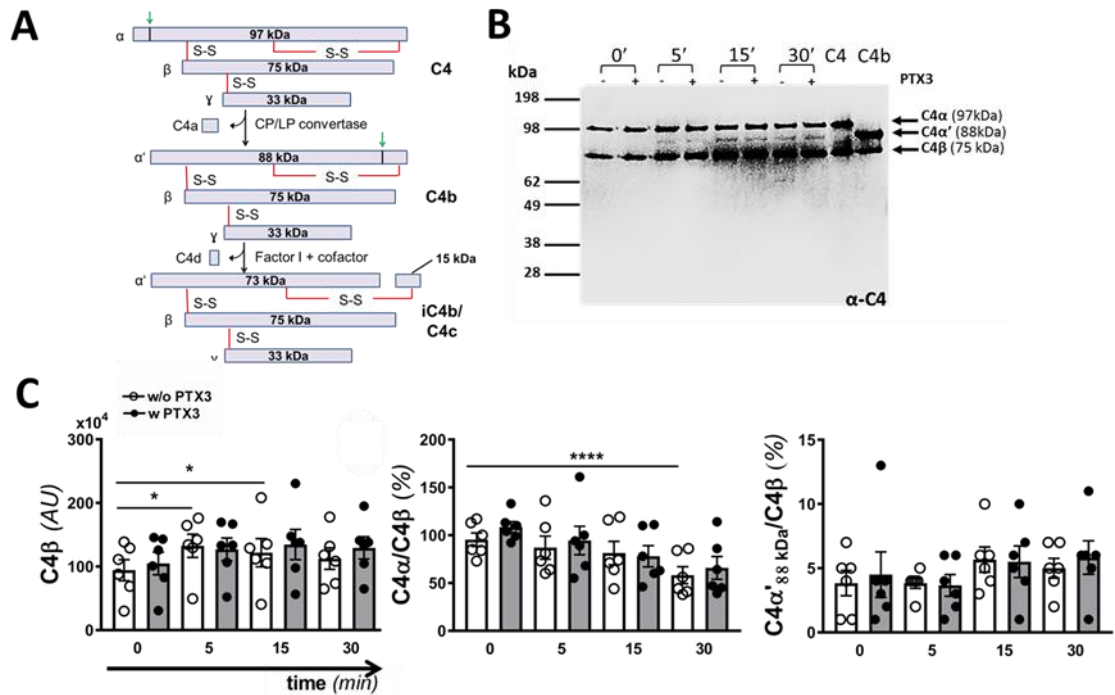 A
α
97 kDa
S-S
S-S
β
75 kDa
C4
S-S
γ
33 kDa
C4a
CP/LP convertase
α'
88 kDa
S-S
S-S
β
75 kDa
C4b
S-S
γ
33 kDa
C4d
Factor I + cofactor
15 kDa
α'
73 kDa
S-S
S-S
iC4b/
C4c
β
75 kDa
S-S
γ
33 kDa
B
0' 5' 15' 30' C4 C4b
kDa
- + - + - + - + PTX3
198
98
62
49
38
28
C4α (97kDa)
C4α' (88kDa)
C4β (75 kDa)
α-C4
C
w/o PTX3
w PTX3
x10⁴
C4β (AU)
300
200
100
0
*
*
0 5 15 30
time (min)
C4α/C4β (%)
200
150
100
50
0
****
0 5 15 30
C4α'88 kDa/C4β (%)
15
10
5
0
0 5 15 30